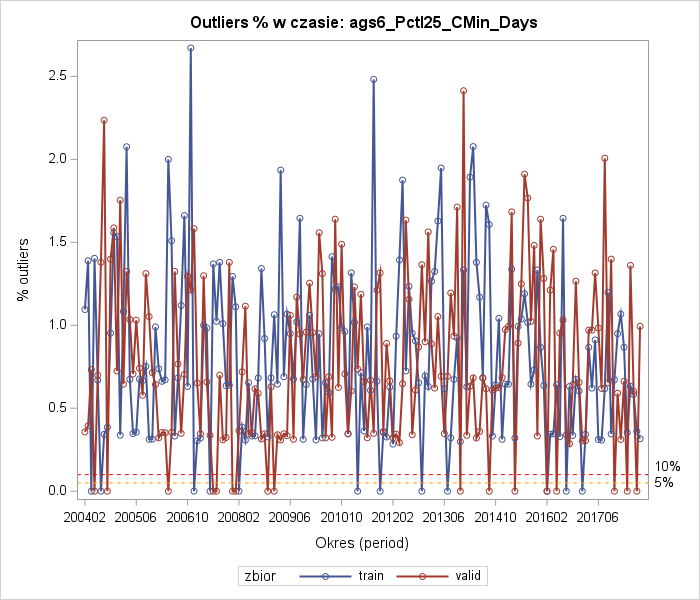 Outliers % w czasie: ags6_Pctl25_CMin_Days
% outliers
2.5
2.0
1.5
1.0
0.5
0.0
10%
5%
200402 200506 200610 200802 200906 201010 201202 201306 201410 201602 201706
Okres (period)
zbior train valid